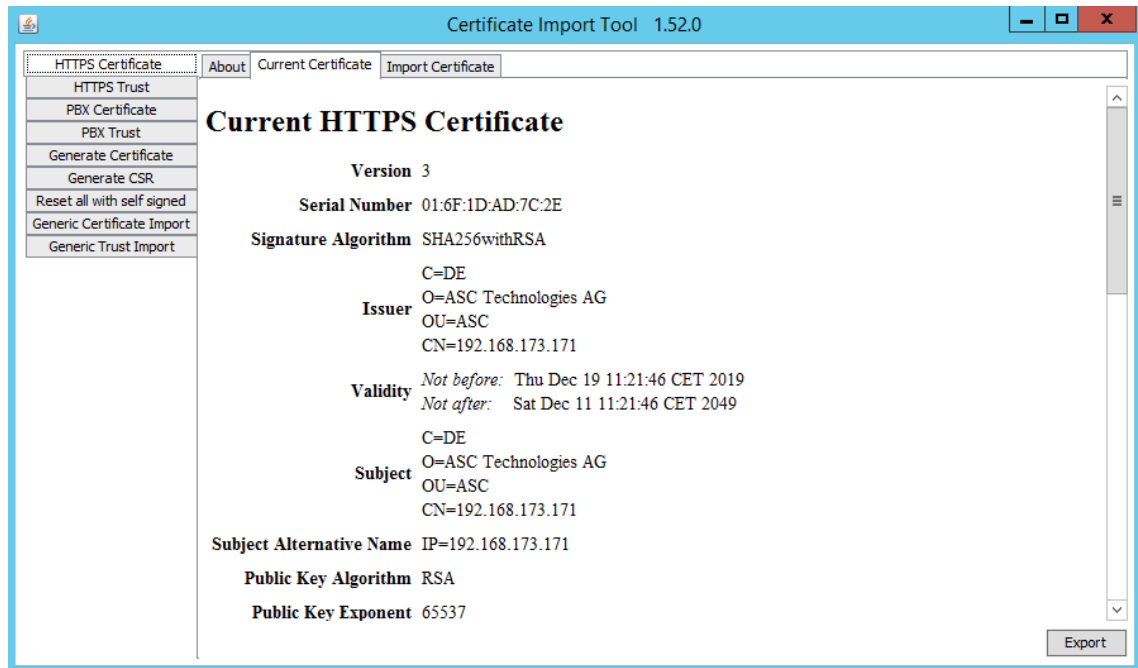 Certificate Import Tool 1.52.0
HTTPS Certificate
HTTPS Trust
PBX Certificate
PBX Trust
Generate Certificate
Generate CSR
Reset all with self signed
Generic Certificate Import
Generic Trust Import
About Current Certificate Import Certificate
Current HTTPS Certificate
Version 3
Serial Number 01:6F:1D:AD:7C:2E
Signature Algorithm SHA256withRSA
Issuer
C=DE
O=ASC Technologies AG
OU=ASC
CN=192.168.173.171
Validity
Not before: Thu Dec 19 11:21:46 CET 2019
Not after: Sat Dec 11 11:21:46 CET 2049
Subject
C=DE
O=ASC Technologies AG
OU=ASC
CN=192.168.173.171
Subject Alternative Name IP=192.168.173.171
Public Key Algorithm RSA
Public Key Exponent 65537
Export